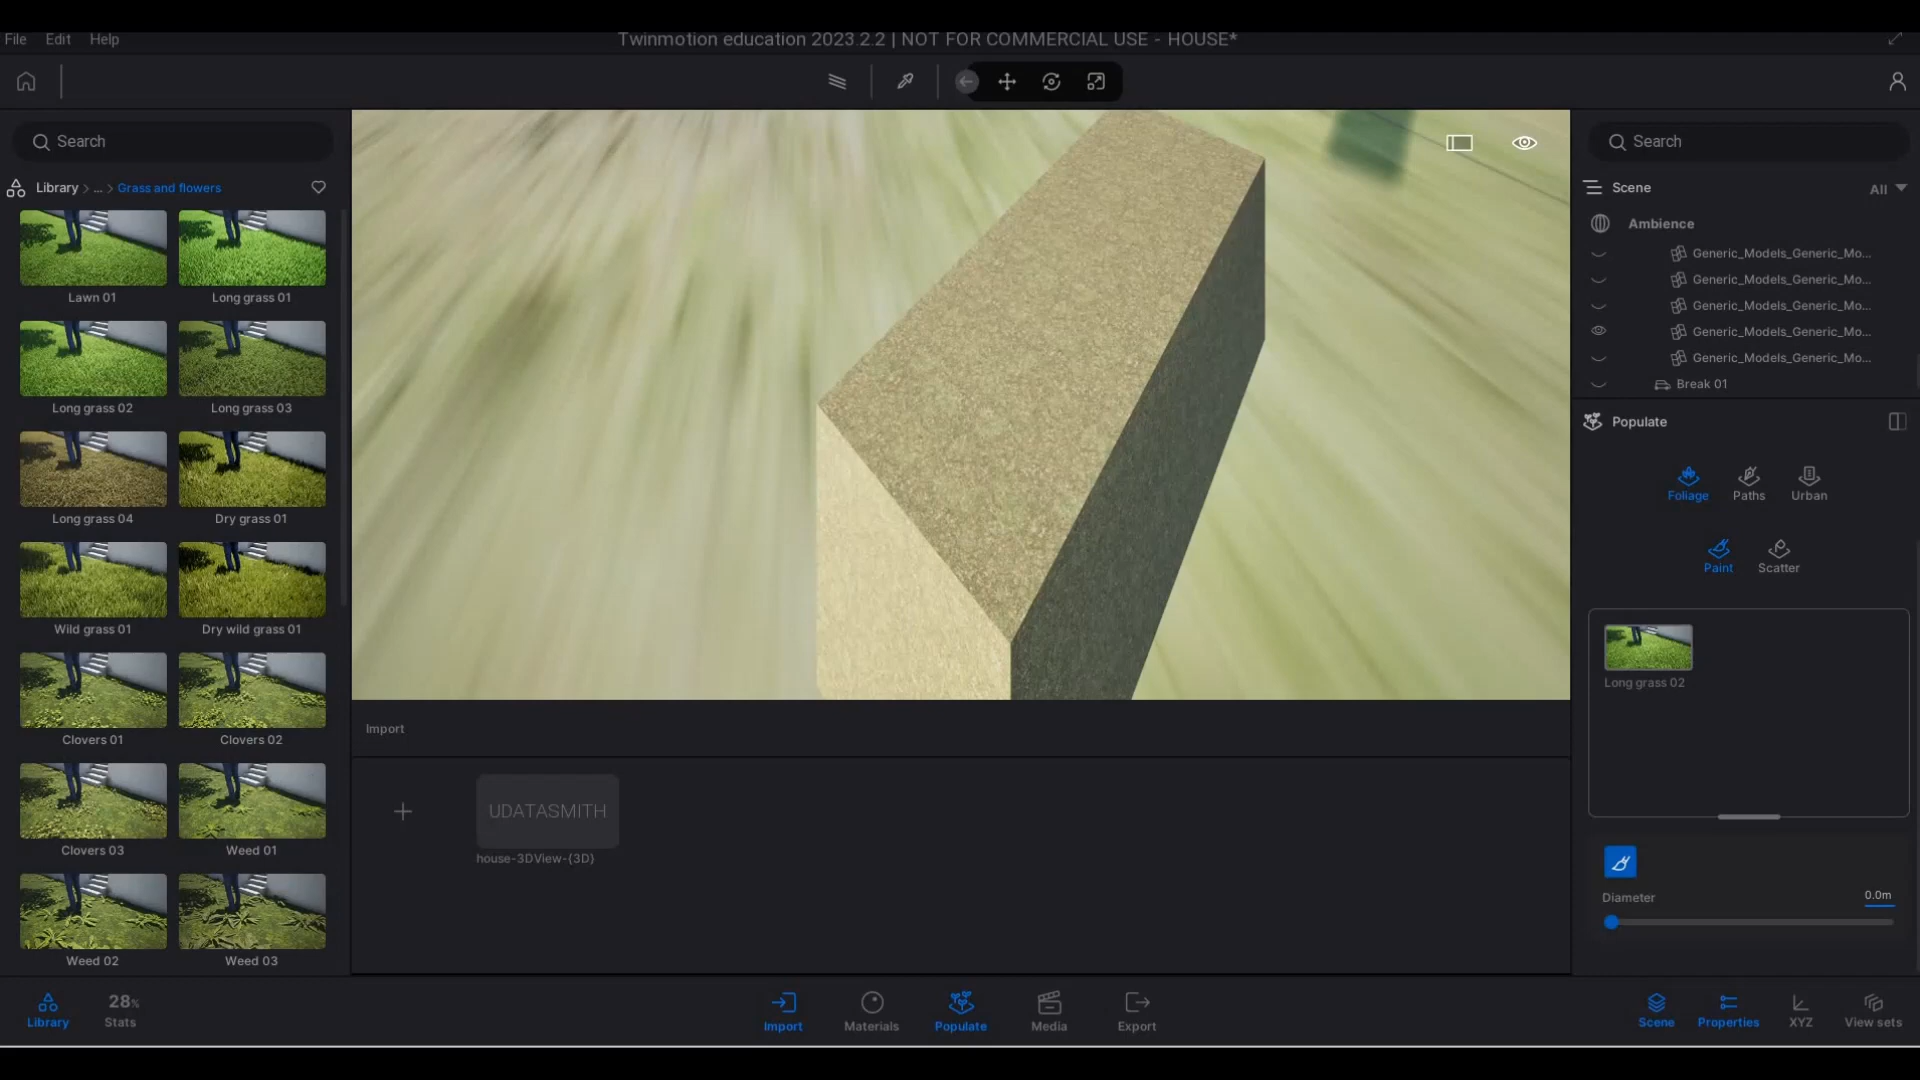 File Edit Help
Twinmotion education 2023.2.2 | NOT FOR COMMERCIAL USE - HOUSE*
Search
Library > ... > Grass and flowers
Lawn 01 Long grass 01
Long grass 02 Long grass 03
Long grass 04 Dry grass 01
Wild grass 01 Dry wild grass 01
Clovers 01 Clovers 02
Clovers 03 Weed 01
Weed 02 Weed 03
Import
UDATASMITH
house-3DView-{3D}
Search
Scene All
Ambience
Generic_Models_Generic_Mo...
Generic_Models_Generic_Mo...
Generic_Models_Generic_Mo...
Generic_Models_Generic_Mo...
Generic_Models_Generic_Mo...
Break 01
Populate
Foliage Paths Urban
Paint Scatter
Long grass 02
Diameter 0.0m
Library 28% Stats
Import Materials Populate Media Export
Scene Properties XYZ View sets